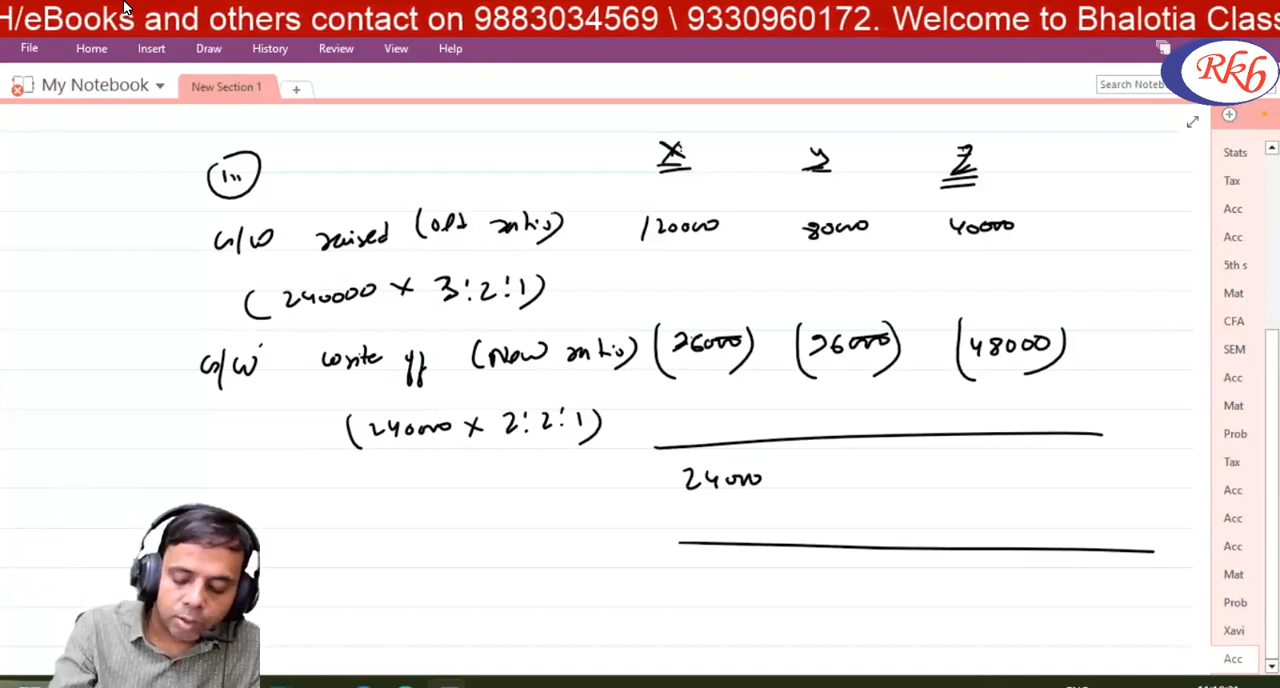 H/eBooks and others contact on 9883034569 \ 9330960172. Welcome to Bhalotia Class
File Home Insert Draw History Review View Help
Rkb
My Notebook New Section 1 + Search Noteb
X Y Z
G/W raised (old ratio) 120000 80000 40000
(240000 X 3:2:1)
G/W write off (New ratio) (96000) (96000) (48000)
(240000 X 2:2:1)
24000
Stats
Tax
Acc
Acc
5th s
Mat
CFA
SEM
Acc
Mat
Prob
Tax
Acc
Acc
Acc
Mat
Prob
Xavi
Acc